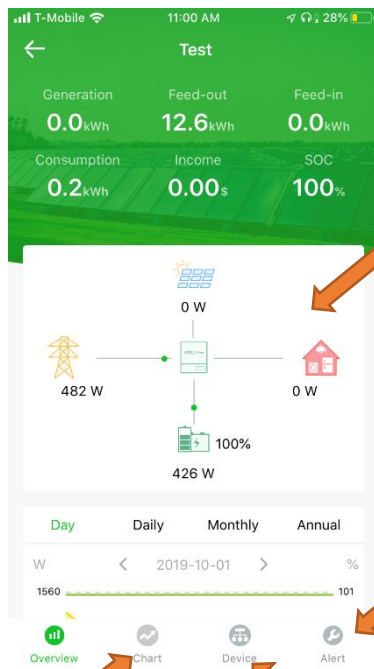 T-Mobile 11:00 AM 28%
Test
Generation Feed-out Feed-in
0.0kWh 12.6kWh 0.0kWh
Consumption Income SOC
0.2kWh 0.00$ 100%
0 W
482 W 0 W
100%
426 W
Day Daily Monthly Annual
W < 2019-10-01 > %
1560 101
Overview Chart Device Alert